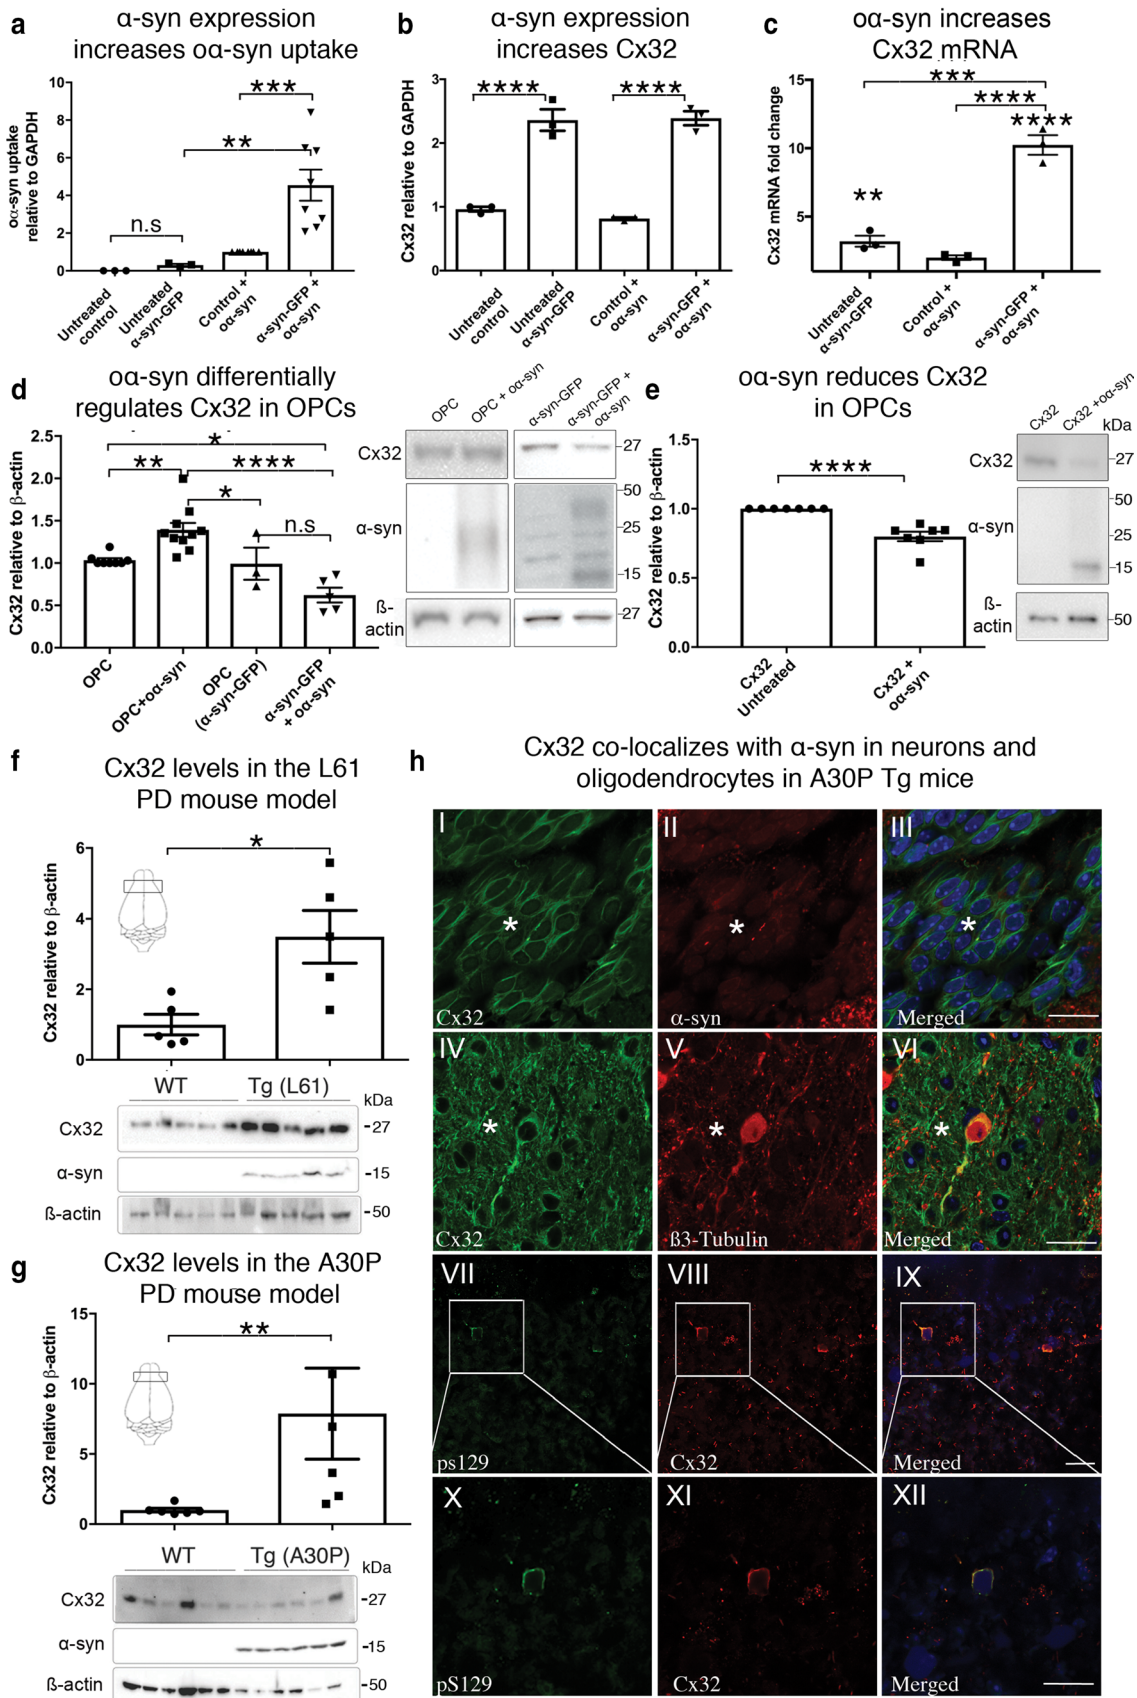 a
α-syn expression
increases oα-syn uptake
oα-syn uptake
relative to GAPDH
10
8
6
4
2
0
n.s
**
***
Untreated
control
Untreated
α-syn-GFP
Control +
oα-syn
α-syn-GFP +
oα-syn
b
α-syn expression
increases Cx32
Cx32 relative to GAPDH
3
2
1
0
****
****
Untreated
control
Untreated
α-syn-GFP
Control +
oα-syn
α-syn-GFP +
oα-syn
c
oα-syn increases
Cx32 mRNA
Cx32 mRNA fold change
15
10
5
***
****
****
**
Untreated
α-syn-GFP
Control +
oα-syn
α-syn-GFP +
oα-syn
d
oα-syn differentially
regulates Cx32 in OPCs
Cx32 relative to β-actin
2.5
2.0
1.5
1.0
0.5
0.0
*
**
****
*
n.s
OPC
OPC+oα-syn
OPC
(α-syn-GFP)
α-syn-GFP
+ oα-syn
OPC
OPC + oα-syn
α-syn-GFP
α-syn-GFP +
oα-syn
Cx32
27
α-syn
50
25
15
ß-
actin
27
e
oα-syn reduces Cx32
in OPCs
Cx32 relative to β-actin
1.5
1.0
0.5
0.0
****
Cx32
Untreated
Cx32 +
oα-syn
Cx32
Cx32 +oα-syn
kDa
Cx32
27
α-syn
50
25
15
ß-
actin
50
f
Cx32 levels in the L61
PD mouse model
Cx32 relative to β-actin
6
4
2
0
*
WT
Tg (L61)
kDa
Cx32
-27
α-syn
-15
ß-actin
-50
g
Cx32 levels in the A30P
PD mouse model
Cx32 relative to β-actin
15
10
5
0
**
WT
Tg (A30P)
kDa
Cx32
-27
α-syn
-15
ß-actin
-50
h
Cx32 co-localizes with α-syn in neurons and
oligodendrocytes in A30P Tg mice
I
*
Cx32
II
*
α-syn
III
*
Merged
IV
*
Cx32
V
*
ß3-Tubulin
VI
*
Merged
VII
ps129
VIII
Cx32
IX
Merged
X
pS129
XI
Cx32
XII
Merged